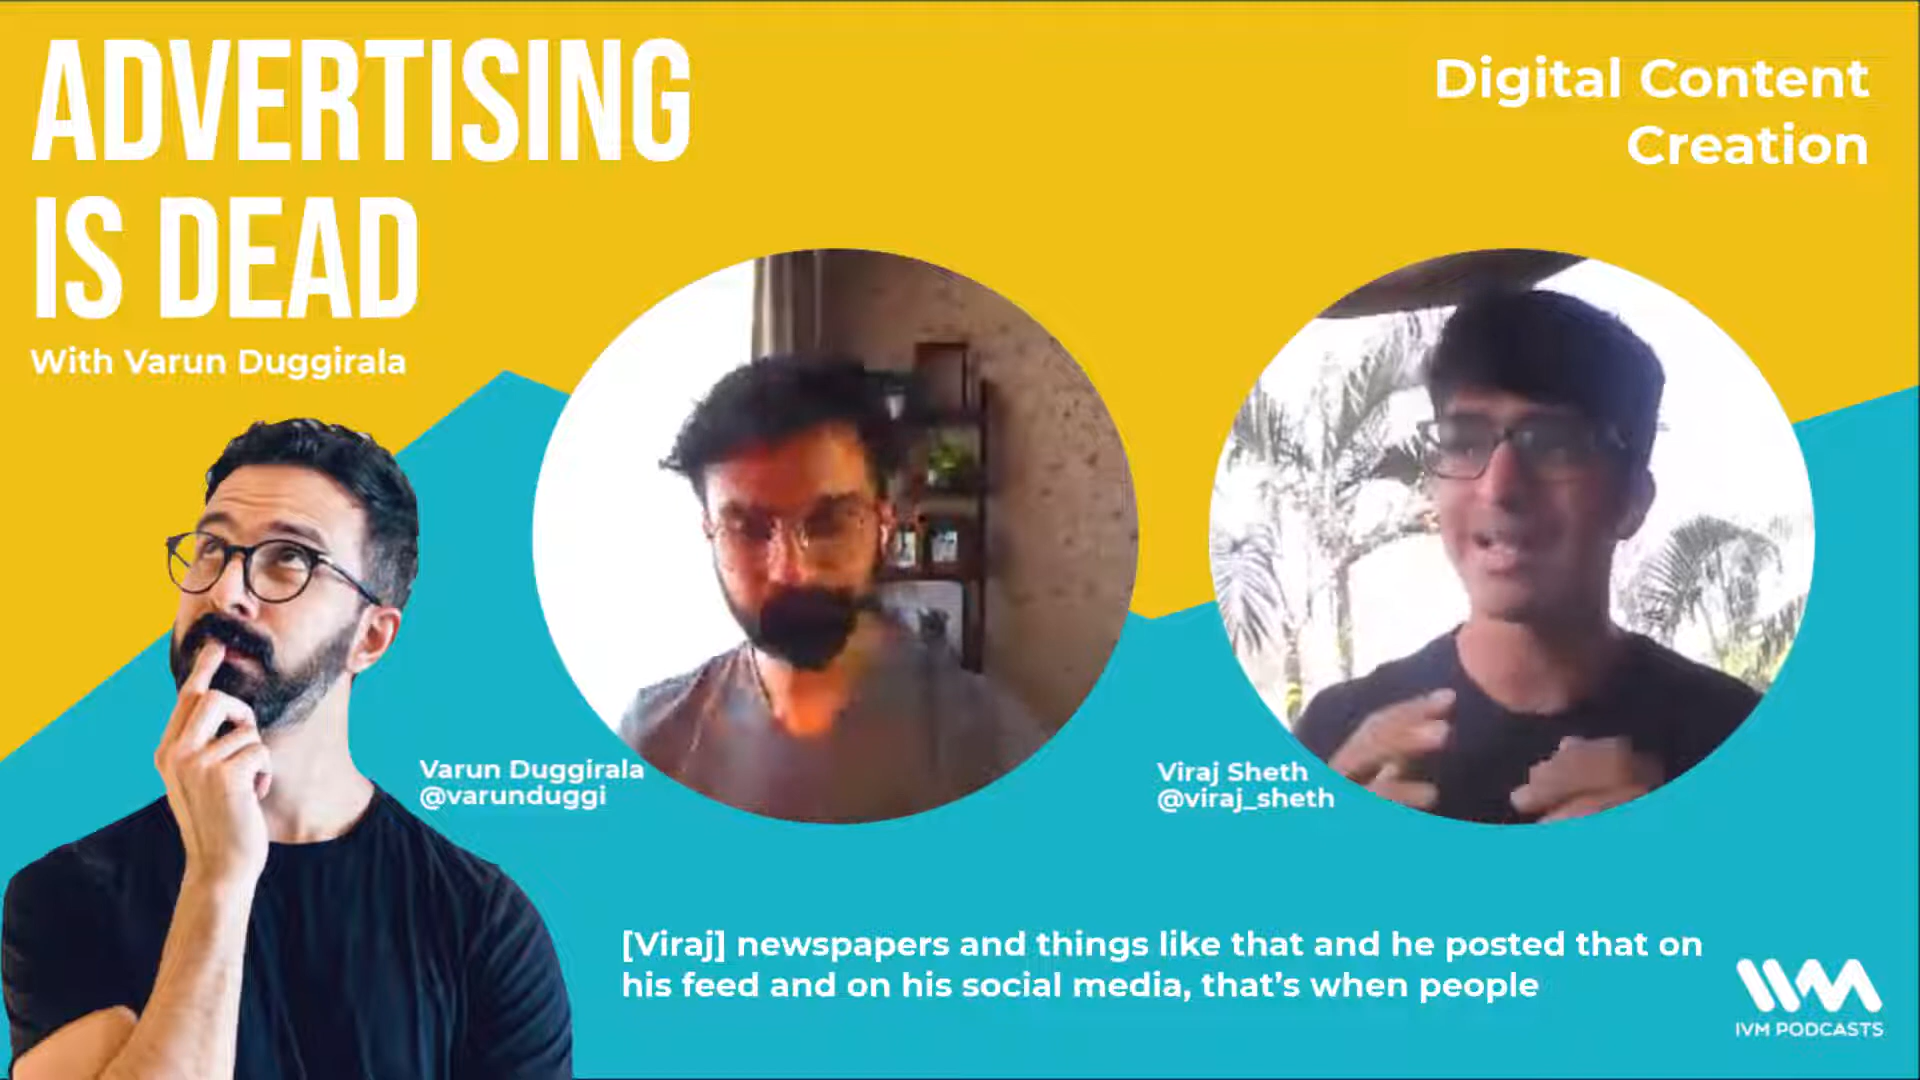 ADVERTISING
IS DEAD
With Varun Duggirala
Digital Content
Creation
Varun Duggirala
@varunduggi
Viraj Sheth
@viraj_sheth
[Viraj] newspapers and things like that and he posted that on
his feed and on his social media, that's when people
IVM PODCASTS